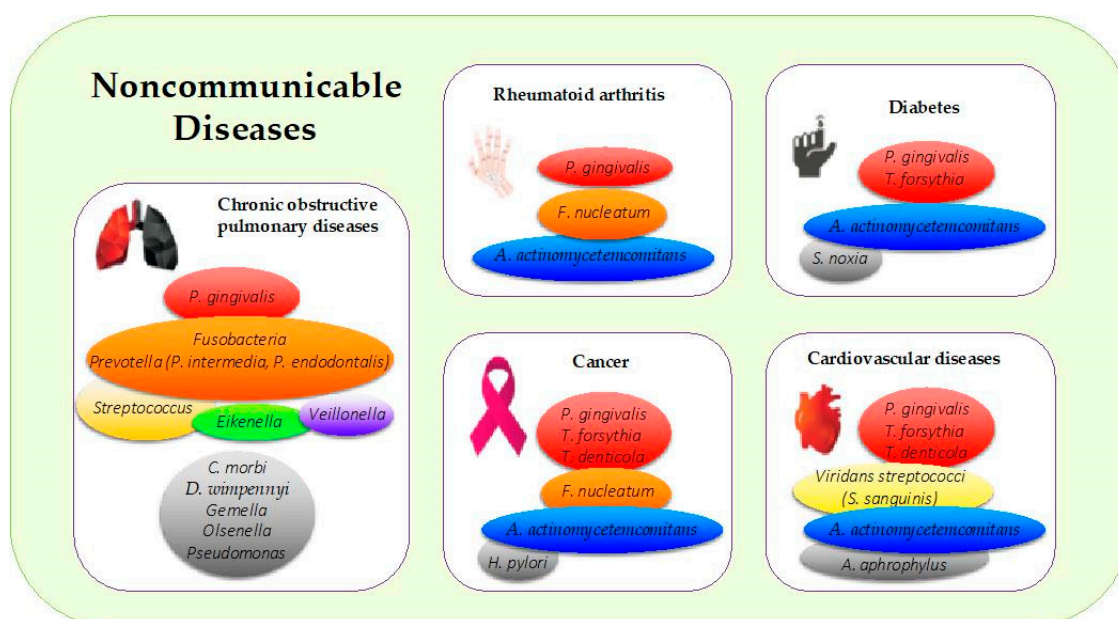 Noncommunicable
Diseases
Chronic obstructive
pulmonary diseases
P. gingivalis
Fusobacteria
Prevotella (P. intermedia, P. endodontalis)
Streptococcus
Eikenella
Veillonella
C. morbi
D. wimpennyi
Gemella
Olsenella
Pseudomonas
Rheumatoid arthritis
P. gingivalis
F. nucleatum
A. actinomycetemcomitans
Diabetes
P. gingivalis
T. forsythia
A. actinomycetemcomitans
S. noxia
Cancer
P. gingivalis
T. forsythia
T. denticola
F. nucleatum
A. actinomycetemcomitans
H. pylori
Cardiovascular diseases
P. gingivalis
T. forsythia
T. denticola
Viridans streptococci
(S. sanguinis)
A. actinomycetemcomitans
A. aphrophylus